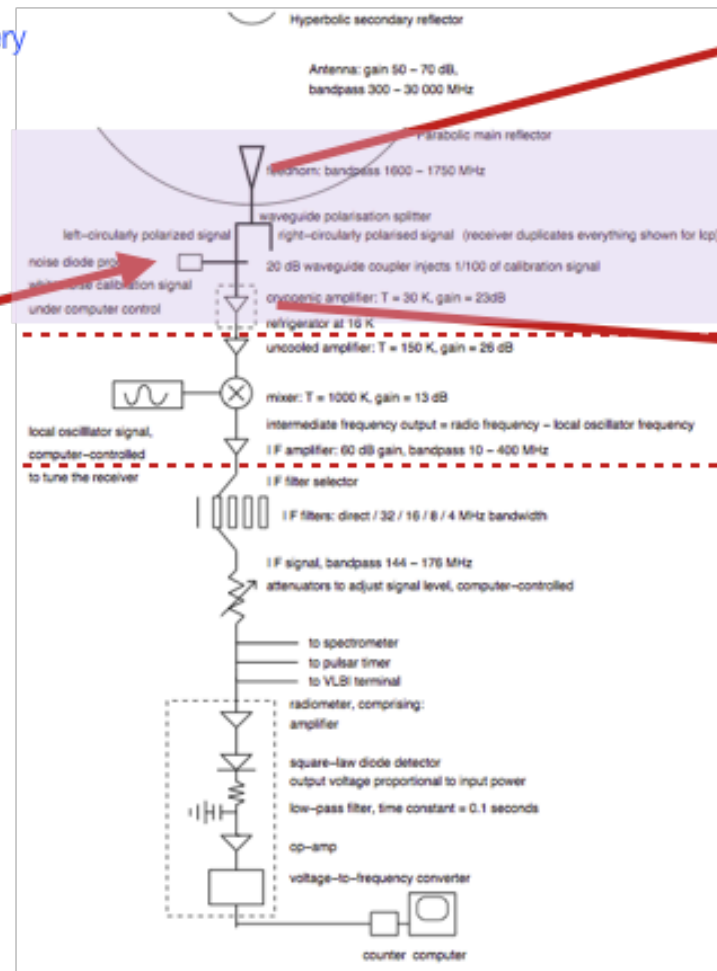 ry
Hyperbolic secondary reflector
Antenna: gain 50 – 70 dB,
bandpass 300 – 30 000 MHz
Parabolic main reflector
feedhorn: bandpass 1600 – 1750 MHz
waveguide polarisation splitter
left–circularly polarized signal
right–circularly polarised signal (receiver duplicates everything shown for lcp)
noise diode
20 dB waveguide coupler injects 1/100 of calibration signal
calibration signal
cryogenic amplifier: T = 30 K, gain = 23dB
under computer control
refrigerator at 16 K
uncooled amplifier: T = 150 K, gain = 26 dB
mixer: T = 1000 K, gain = 13 dB
intermediate frequency output = radio frequency – local oscillator frequency
local oscilllator signal,
computer–controlled
to tune the receiver
I F amplifier: 60 dB gain, bandpass 10 – 400 MHz
I F filter selector
I F filters: direct / 32 / 16 / 8 / 4 MHz bandwidth
I F signal, bandpass 144 – 176 MHz
attenuators to adjust signal level, computer–controlled
to spectrometer
to pulsar timer
to VLBI terminal
radiometer, comprising:
amplifier
square–law diode detector
output voltage proportional to input power
low–pass filter, time constant = 0.1 seconds
op–amp
voltage–to–frequency converter
counter computer